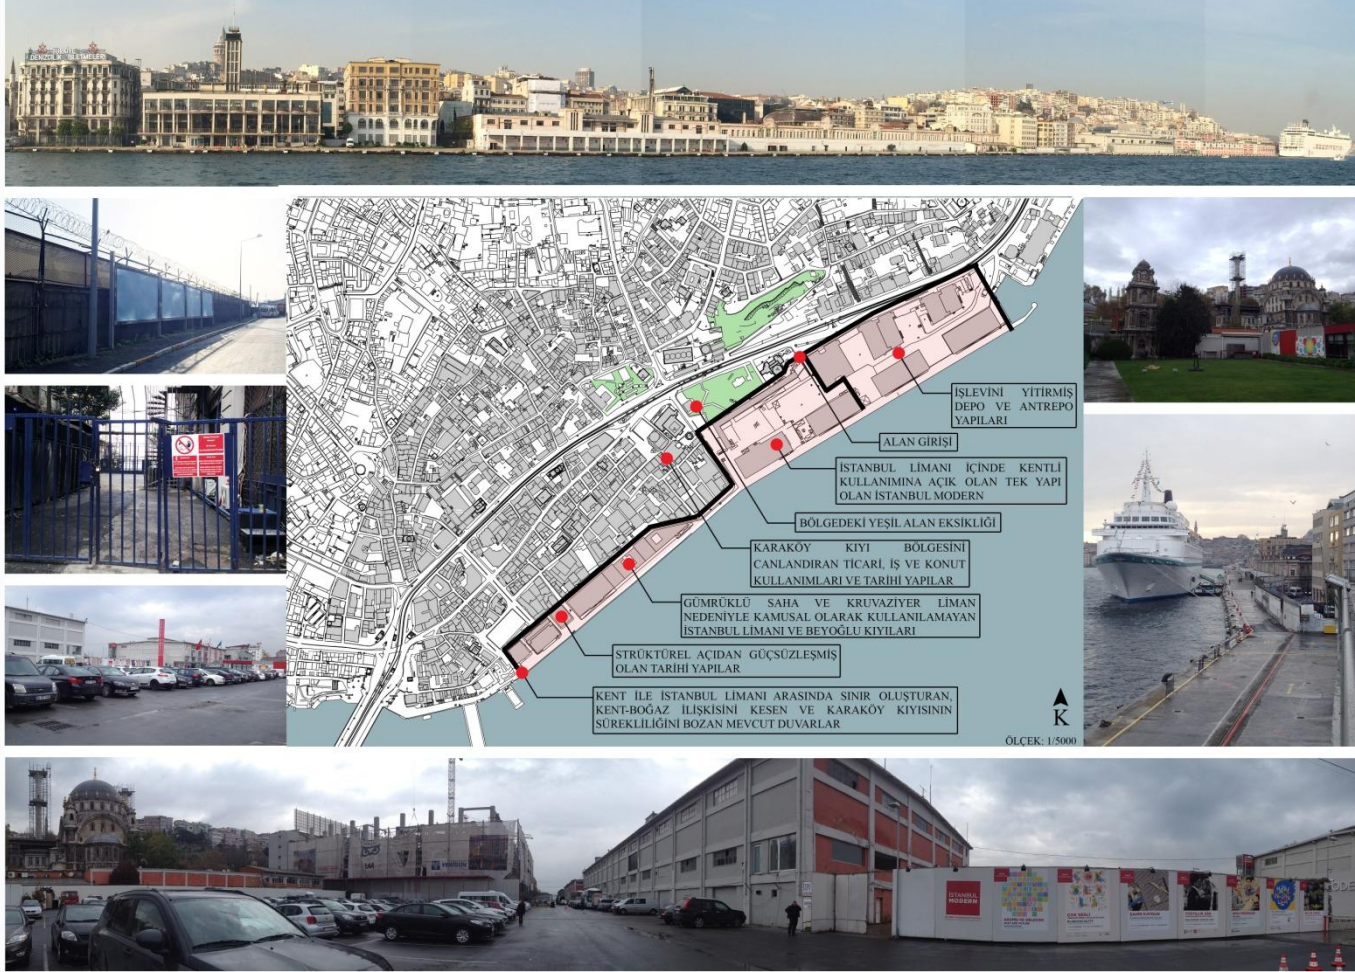 DENİZCİLİK İŞLETMELERİ
İŞLEVİNİ YİTİRMİŞ
DEPO VE ANTREPO
YAPILARI
ALAN GİRİŞİ
İSTANBUL LİMANI İÇİNDE KENTLİ
KULLANIMINA AÇIK OLAN TEK YAPI
OLAN İSTANBUL MODERN
BÖLGEDEKİ YEŞİL ALAN EKSİKLİĞİ
KARAKÖY KIYI BÖLGESİNİ
CANLANDIRAN TİCARİ, İŞ VE KONUT
KULLANIMLARI VE TARİHİ YAPILAR
GÜMRÜKLÜ SAHA VE KRUVAZİYER LİMAN
NEDENİYLE KAMUSAL OLARAK KULLANILAMAYAN
İSTANBUL LİMANI VE BEYOĞLU KIYILARI
STRÜKTÜREL AÇIDAN GÜÇSÜZLEŞMİŞ
OLAN TARİHİ YAPILAR
KENT İLE İSTANBUL LİMANI ARASINDA SINIR OLUŞTURAN,
KENT-BOĞAZ İLİŞKİSİNİ KESEN VE KARAKÖY KIYISININ
SÜREKLİLİĞİNİ BOZAN MEVCUT DUVARLAR
K
ÖLÇEK: 1/5000
İSTANBUL
MODERN